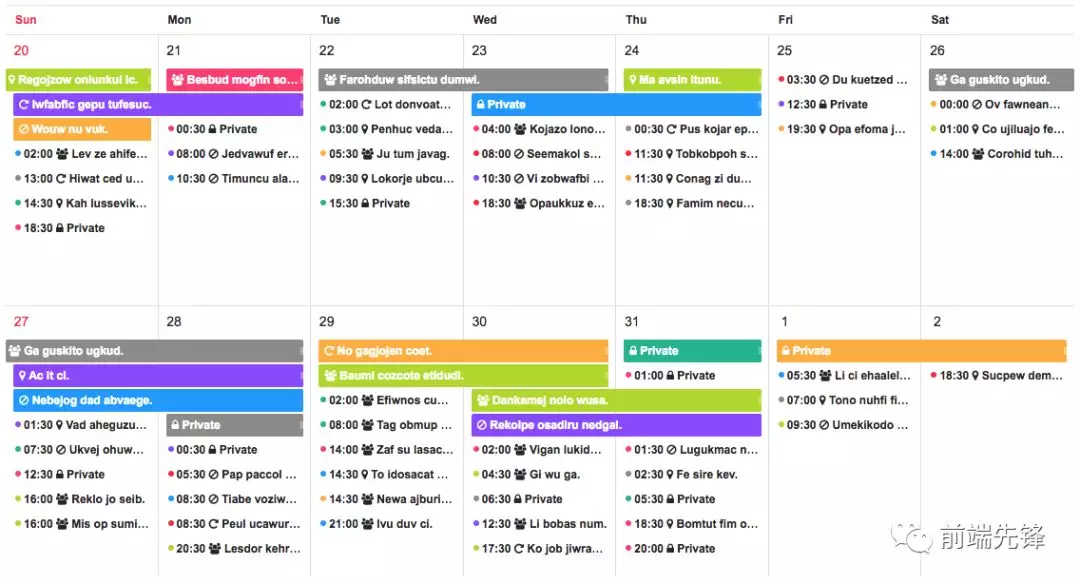 Sun Mon Tue Wed Thu Fri Sat
20 21 22 23 24 25 26
Ragojzow oniunkui ic. Besbud mogfin so... Farohduw sifsictu dumwi. Ma avsin itunu. 03:30 Du kuetzed ... Ga guskito ugkud.
Iwfabfic gepu tufesuc. 02:00 Lot donvoat... Private 12:30 Private 00:00 Ov fawnean...
Wouw nu vuk. 00:30 Private 03:00 Penhuc veda... 04:00 Kojazo lono... 00:30 Pus kojar ep... 19:30 Opa efoma j... 01:00 Co ujiluajo fe...
02:00 Lev ze ahife... 08:00 Jedvawuf er... 05:30 Ju tum javag. 08:00 Seemakol s... 11:30 Tobkobpoh s... 14:00 Corohid tuh...
13:00 Hiwat ced u... 10:30 Timuncu ala... 09:30 Lokorje ubcu... 10:30 Vi zobwafbi ... 11:30 Conag zi du...
14:30 Kah lussevik... 15:30 Private 18:30 Opaukkuz e... 18:30 Famim necu...
18:30 Private
27 28 29 30 31 1 2
Ga guskito ugkud. No gagjojen coet. Private Private
Ac it ci. Baumi cozcote etidudi. 01:00 Private 05:30 Li ci ehaalel... 18:30 Sucpew dem...
Nebejog dad abvaege. 02:00 Efiwnos cu... Dankamej nolo wusa. 07:00 Tono nuhfi fi...
01:30 Vad aheguzu... Private 08:00 Tag obmup ... Rekolpe osadiru nedgal. 09:30 Umekikodo ...
07:30 Ukvej ohuw... 00:30 Private 14:00 Zaf su lasac... 02:00 Vigan lukid... 01:30 Lugukmac n...
12:30 Private 05:30 Pap paccol ... 14:30 To idosacat ... 04:30 Gi wu ga. 02:30 Fe sire kev.
16:00 Reklo jo seib. 08:30 Tiabe voziw... 14:30 Newa ajburi... 06:30 Private 05:30 Private
16:00 Mis op sumi... 08:30 Peul ucawur... 21:00 Ivu duv ci. 12:30 Li bobas num. 18:30 Bomtut fim o...
20:30 Lesdor kehr... 17:30 Ko job jiwra... 20:00 Private
前端先锋